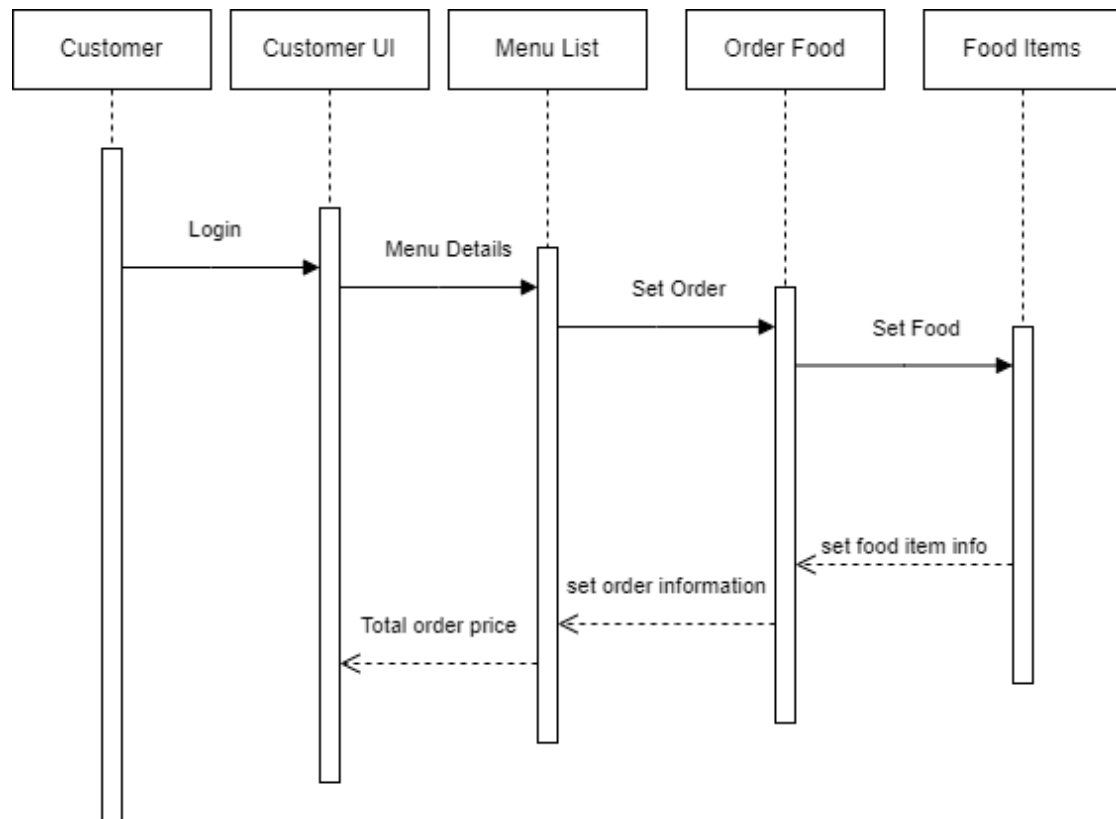 Customer
Customer UI
Menu List
Order Food
Food Items
Login
Menu Details
Set Order
Set Food
set food item info
set order information
Total order price